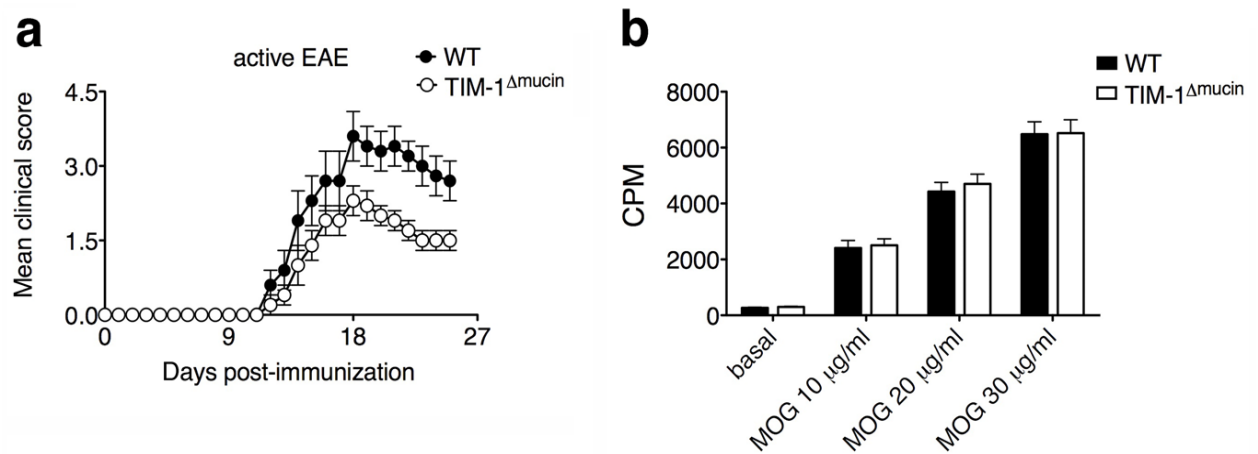 a
active EAE
WT
TIM-1Δmucin
Mean clinical score
4.5
3.0
1.5
0.0
0 9 18 27
Days post-immunization
b
WT
TIM-1Δmucin
CPM
8000
6000
4000
2000
0
basal
MOG 10 μg/ml
MOG 20 μg/ml
MOG 30 μg/ml